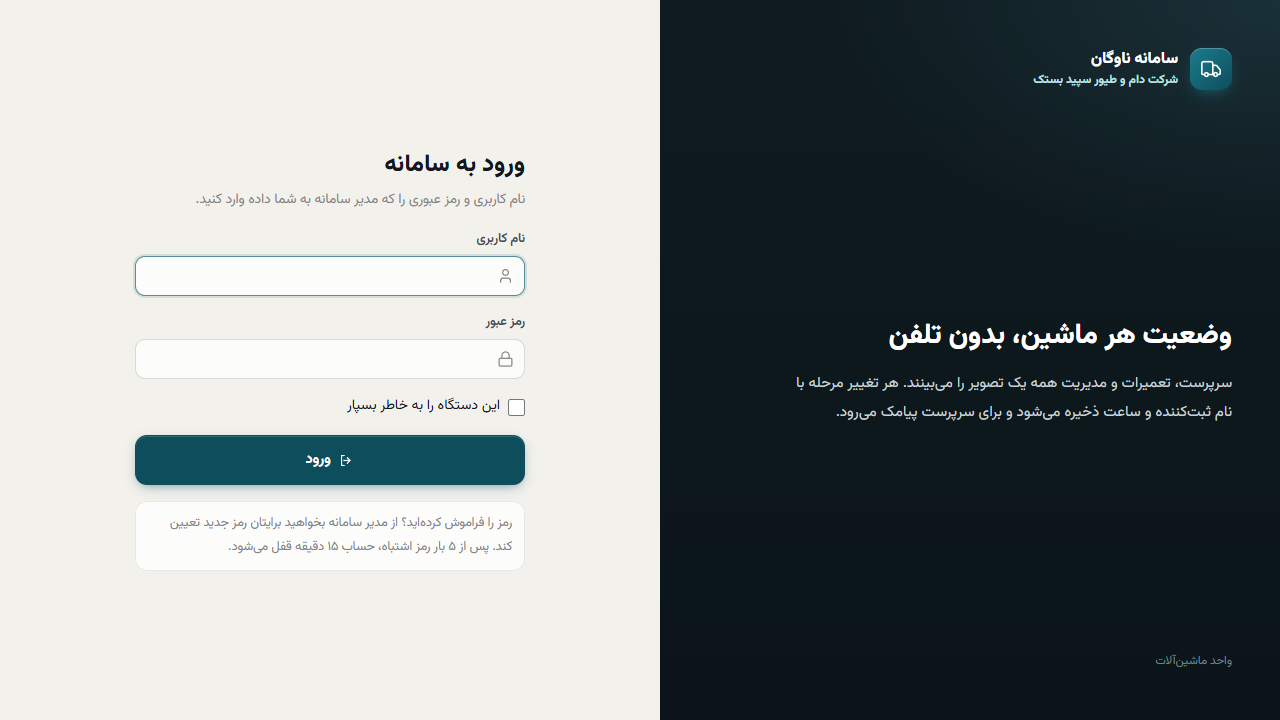 سامانه ناوگان
شرکت دام و طیور سپید بستک
وضعیت هر ماشین، بدون تلفن
سرپرست، تعمیرات و مدیریت همه یک تصویر را می‌بینند. هر تغییر مرحله با
نام ثبت‌کننده و ساعت ذخیره می‌شود و برای سرپرست پیامک می‌رود.
واحد ماشین‌آلات
ورود به سامانه
نام کاربری و رمز عبوری را که مدیر سامانه به شما داده وارد کنید.
نام کاربری
رمز عبور
این دستگاه را به خاطر بسپار
ورود
رمز را فراموش کرده‌اید؟ از مدیر سامانه بخواهید برایتان رمز جدید تعیین
کند. پس از ۵ بار رمز اشتباه، حساب ۱۵ دقیقه قفل می‌شود.